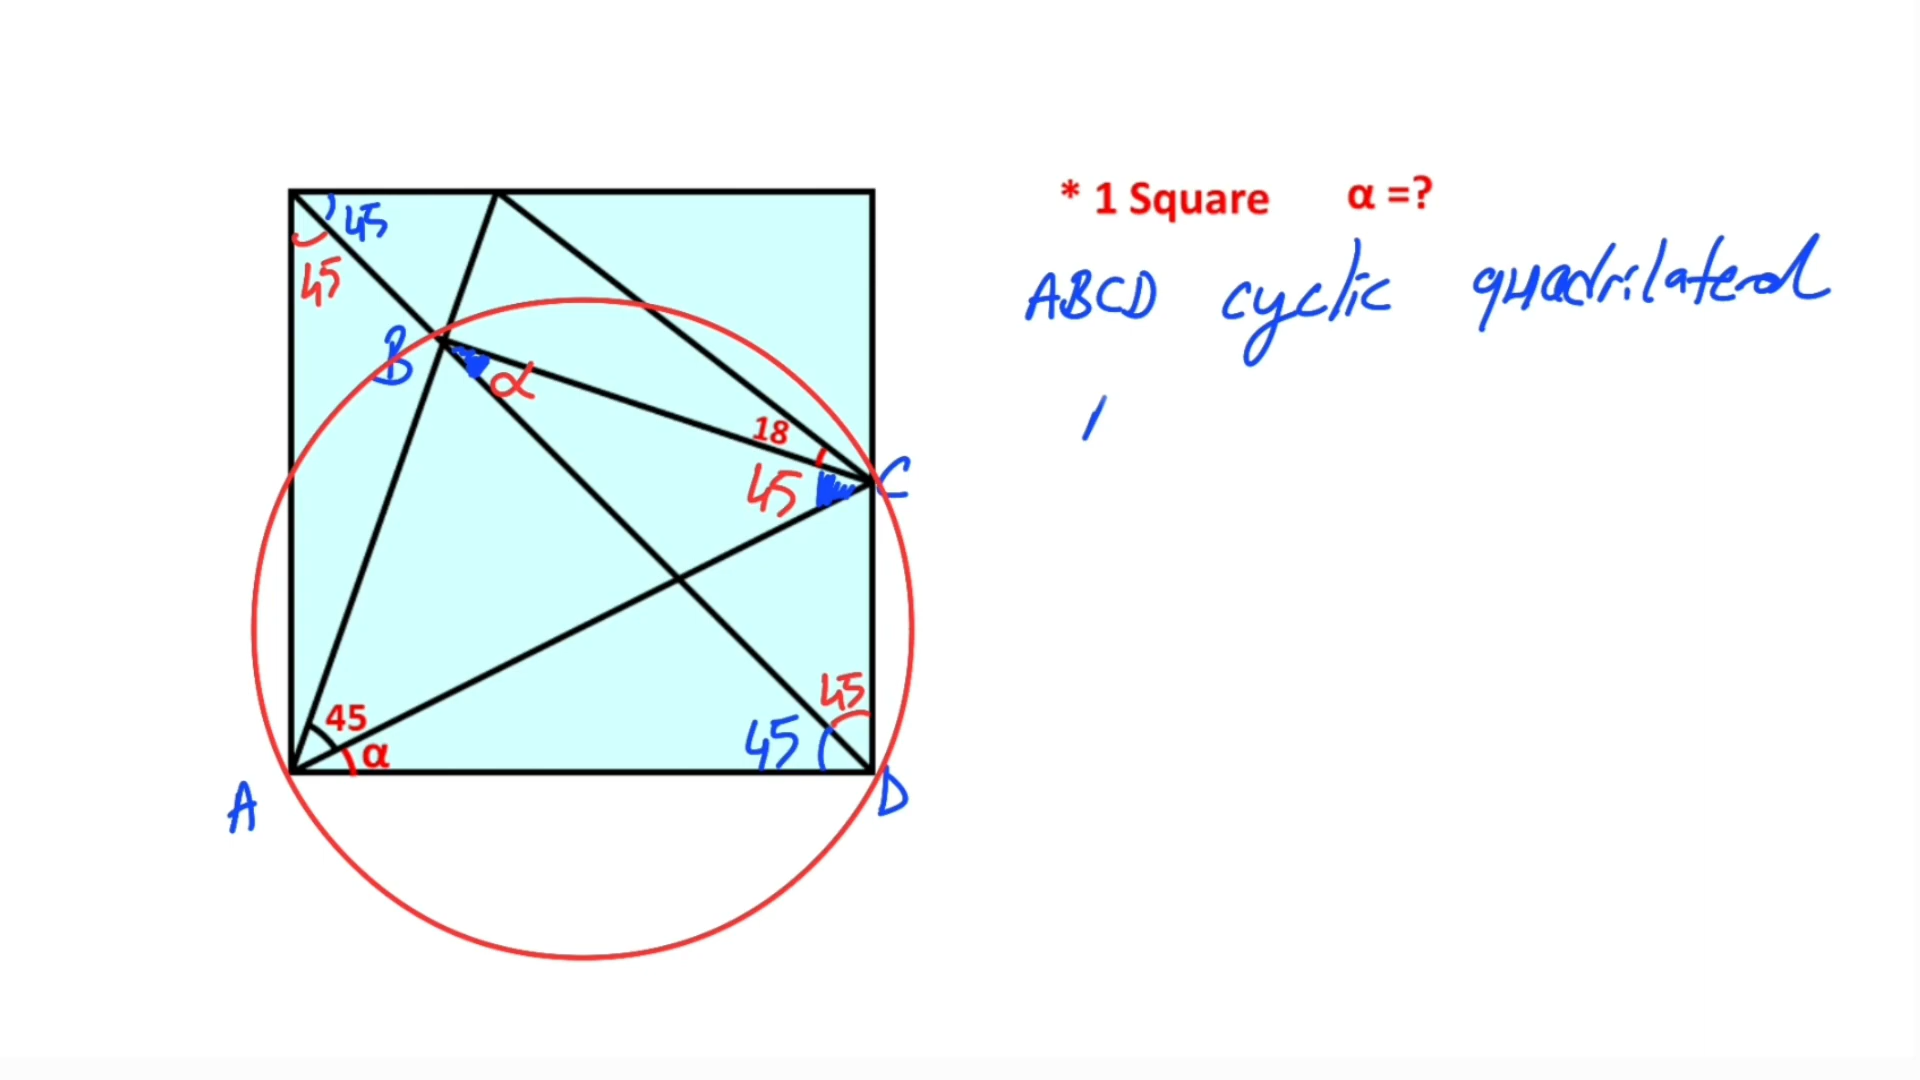 * 1 Square α =?
ABCD cyclic quadrilateral
45
45
B
α
18
45
C
45
45
45
α
A
D